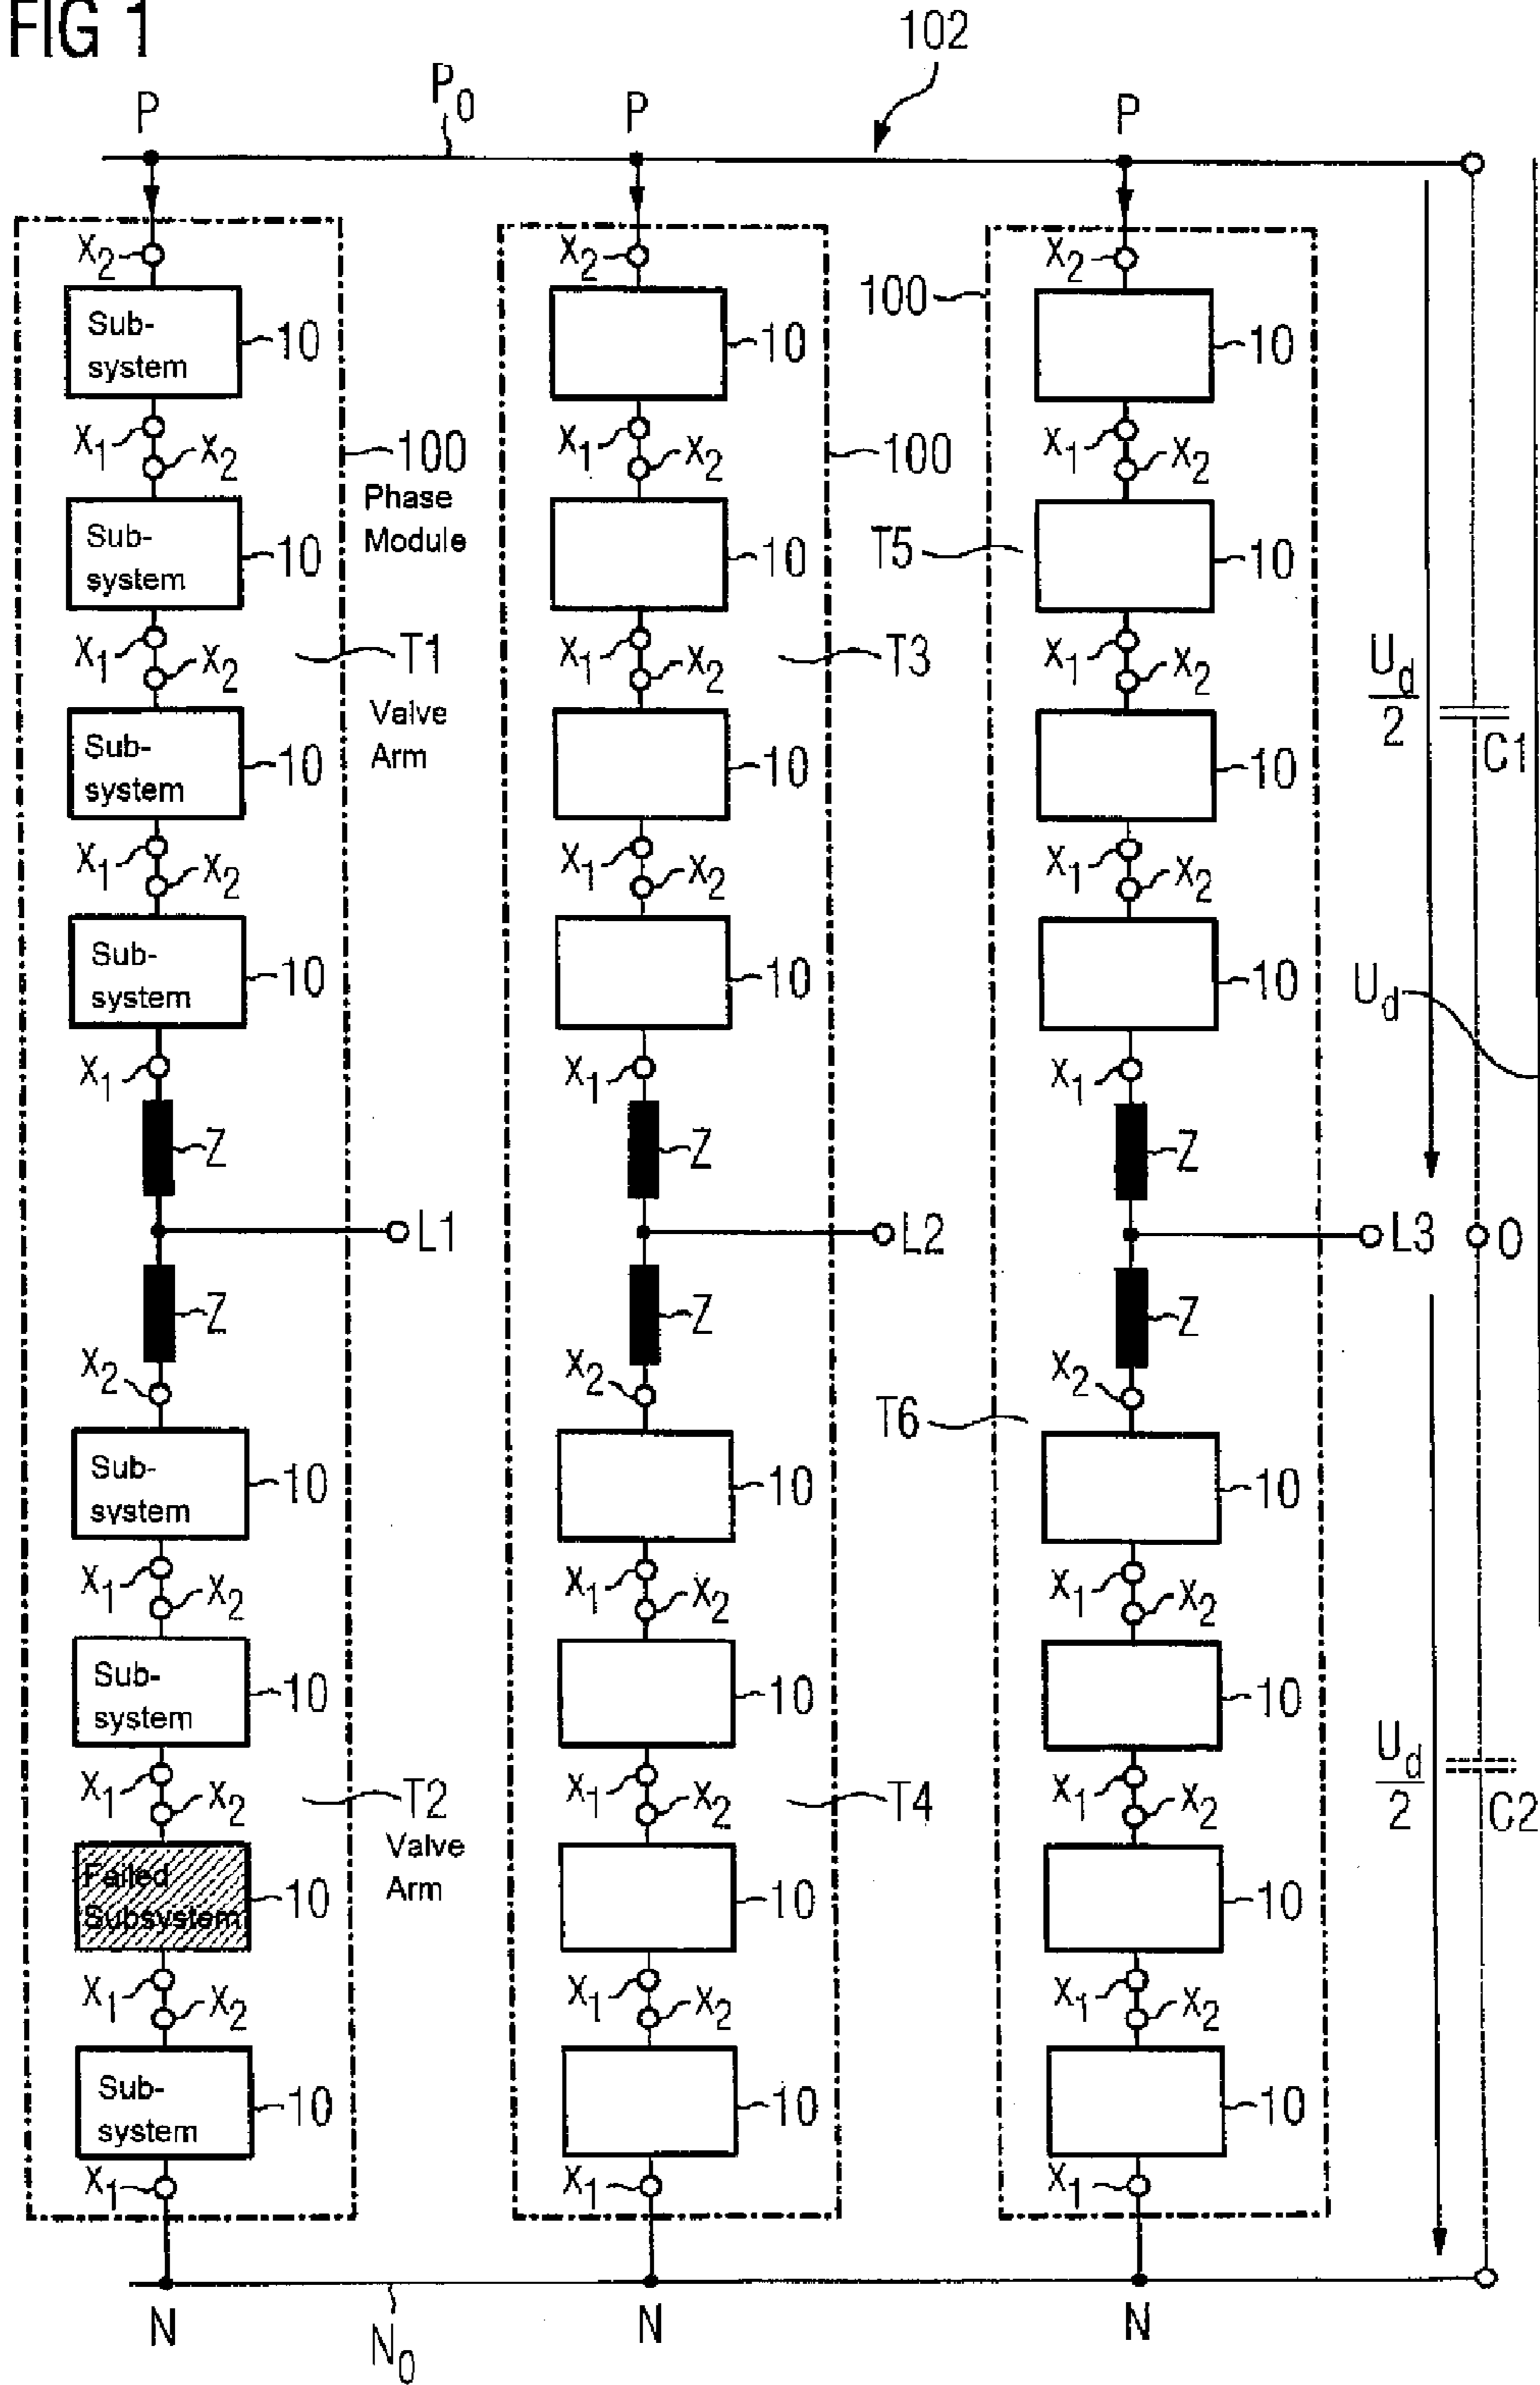 FIG 1
102
P P₀ P P
X₂ X₂ X₂
100
Sub-
system 10 10 10
X₁ X₂ X₁ X₂ X₁ X₂
100 100
Phase
Module
Sub-
system 10 10 T5 10
X₁ X₂ T1 X₁ X₂ T3 X₁ X₂
U_d
2
C1
Valve
Arm
Sub-
system 10 10 10
X₁ X₂ X₁ X₂ X₁ X₂
Sub-
system 10 10 10
U_d
X₁ X₁ X₁
Z Z Z
L1 L2 L3 0
Z Z Z
X₂ X₂ X₂
T6
Sub-
system 10 10 10
X₁ X₂ X₁ X₂ X₁ X₂
Sub-
system 10 10 10
X₁ X₂ T2 X₁ X₂ T4 X₁ X₂
U_d
2
C2
Valve
Arm
Failed
Subsystem 10 10 10
X₁ X₂ X₁ X₂ X₁ X₂
Sub-
system 10 10 10
X₁ X₁ X₁
N N₀ N N